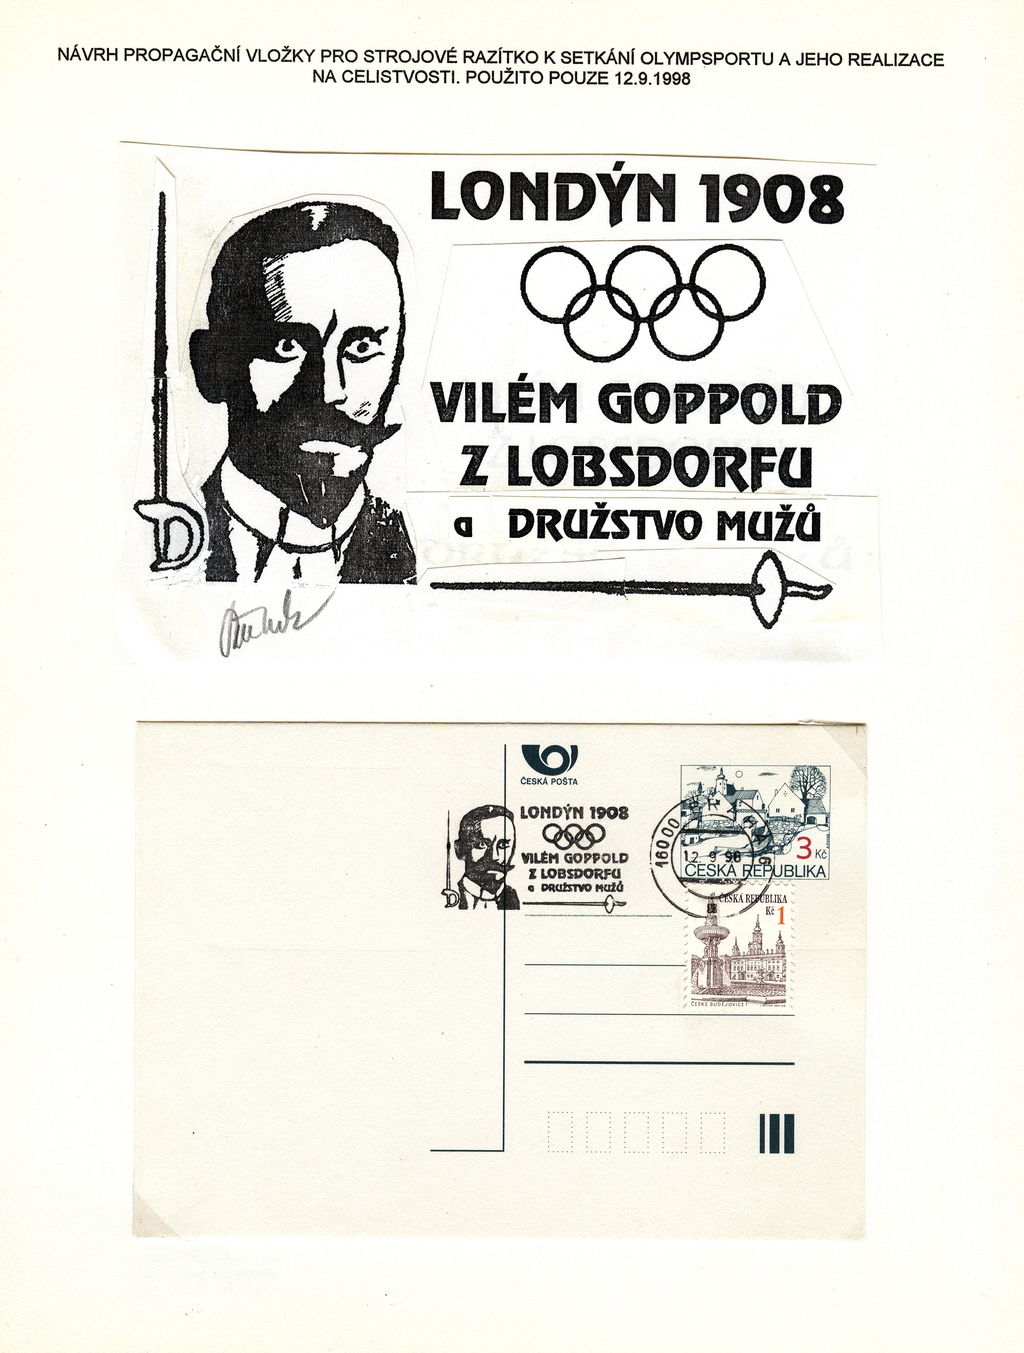 NÁVRH PROPAGAČNÍ VLOŽKY PRO STROJOVÉ RAZÍTKO K SETKÁNÍ OLYMPSPORTU A JEHO REALIZACE
NA CELISTVOSTI. POUŽITO POUZE 12.9.1998
LONDÝN 1908
VILÉM GOPPOLD
Z LOBSDORFU
a DRUŽSTVO MUŽŮ
ČESKÁ POŠTA
LONDÝN 1908
VILÉM GOPPOLD
Z LOBSDORFU
a DRUŽSTVO MUŽŮ
160 00 PRAHA
12.9.98
3 Kč
ČESKÁ REPUBLIKA
ČESKÁ REPUBLIKA
Kč 1
ČESKÉ BUDĚJOVICE